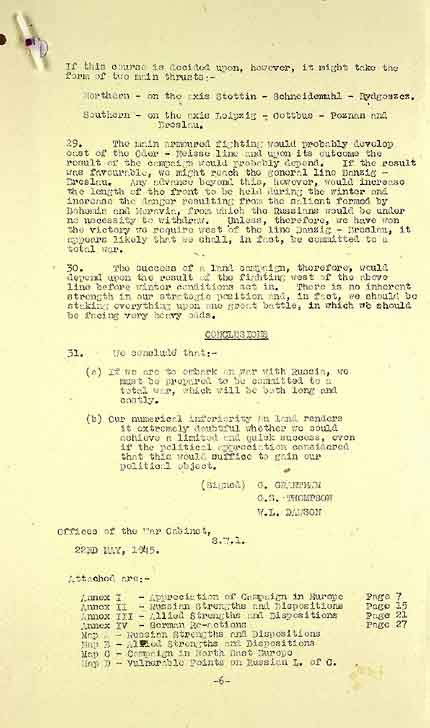 If this course is decided upon, however, it might take the
form of two main thrusts:-
Northern - on the axis Stettin - Schneidemuhl - Bydgoszcz.
Southern - on the axis Leipzig - Cottbus - Poznan and
Breslau.
29. The main armoured fighting would probably develop
east of the Oder - Neisse line and upon its outcome the
result of the campaign would probably depend. If the result
was favourable, we might reach the general line Danzig -
Breslau. Any advance beyond this, however, would increase
the length of the front to be held during the winter and
increase the danger resulting from the salient formed by
Bohemia and Moravia, from which the Russians would be under
no necessity to withdraw. Unless, therefore, we have won
the victory we require west of the line Danzig - Breslau, it
appears likely that we shall, in fact, be committed to a
total war.
30. The success of a land campaign, therefore, would
depend upon the result of the fighting west of the above
line before winter conditions set in. There is no inherent
strength in our strategic position and, in fact, we should be
staking everything upon one great battle, in which we should
be facing very heavy odds.
CONCLUSIONS
31. We conclude that:-
(a) If we are to embark on war with Russia, we
must be prepared to be committed to a
total war, which will be both long and
costly.
(b) Our numerical inferiority on land renders
it extremely doubtful whether we could
achieve a limited and quick success, even
if the political appreciation considered
that this would suffice to gain our
political object.
(Signed) G. GRANTHAM
G.S. THOMPSON
W.L. DAWSON
Offices of the War Cabinet,
S.W.1.
22ND MAY, 1945.
Attached are:-
Annex I - Appreciation of Campaign in Europe Page 7
Annex II - Russian Strengths and Dispositions Page 15
Annex III - Allied Strengths and Dispositions Page 21
Annex IV - German Re-actions Page 27
Map A - Russian Strengths and Dispositions
Map B - Allied Strengths and Dispositions
Map C - Campaign in North East Europe
Map D - Vulnerable Points on Russian L. of C.
-6-